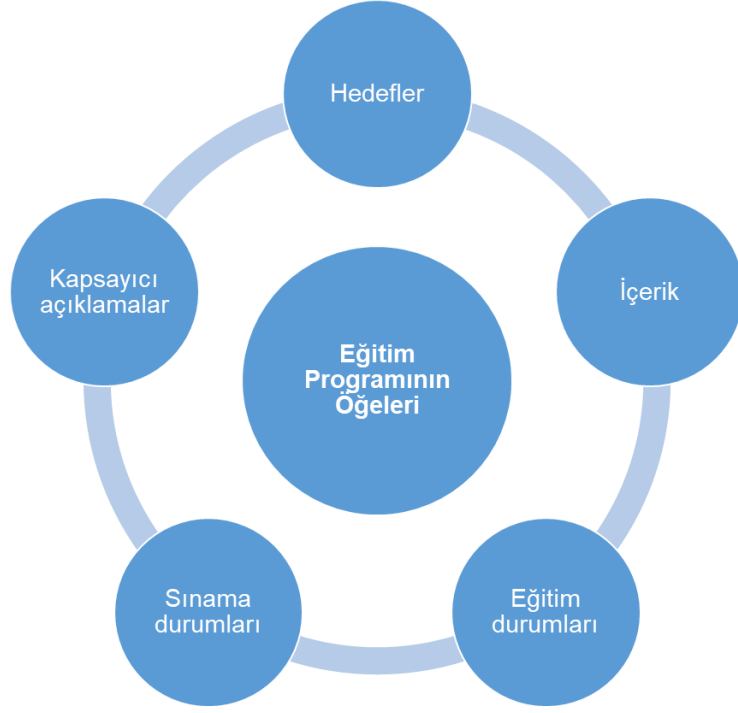 Hedefler
İçerik
Eğitim
durumları
Sınama
durumları
Kapsayıcı
açıklamalar
Eğitim
Programının
Öğeleri